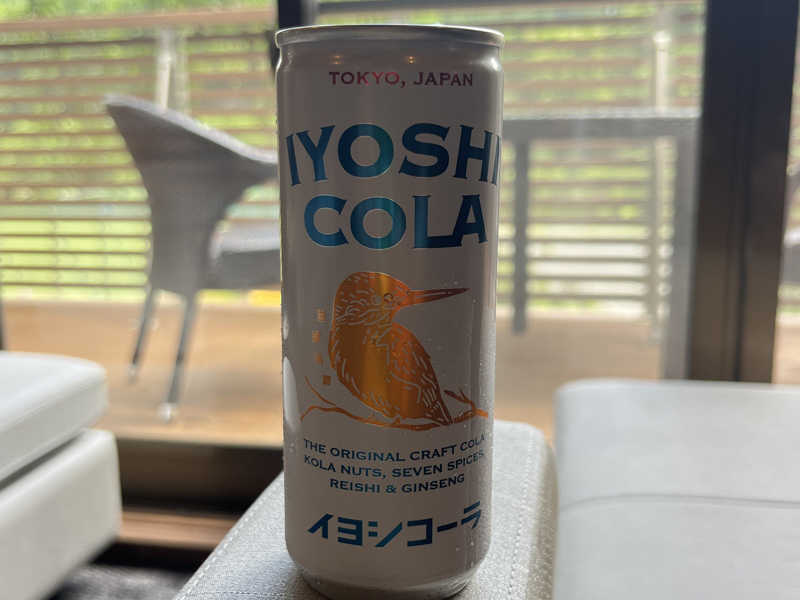 TOKYO, JAPAN
IYOSHI
COLA
THE ORIGINAL CRAFT COLA
KOLA NUTS, SEVEN SPICES,
REISHI & GINSENG
イヨシコーラ